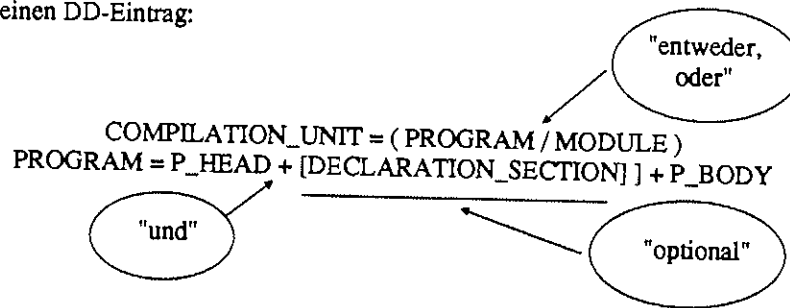 einen DD-Eintrag:
"entweder,
oder"
COMPILATION_UNIT = ( PROGRAM / MODULE )
PROGRAM = P_HEAD + [DECLARATION_SECTION] ] + P_BODY
"und"
"optional"